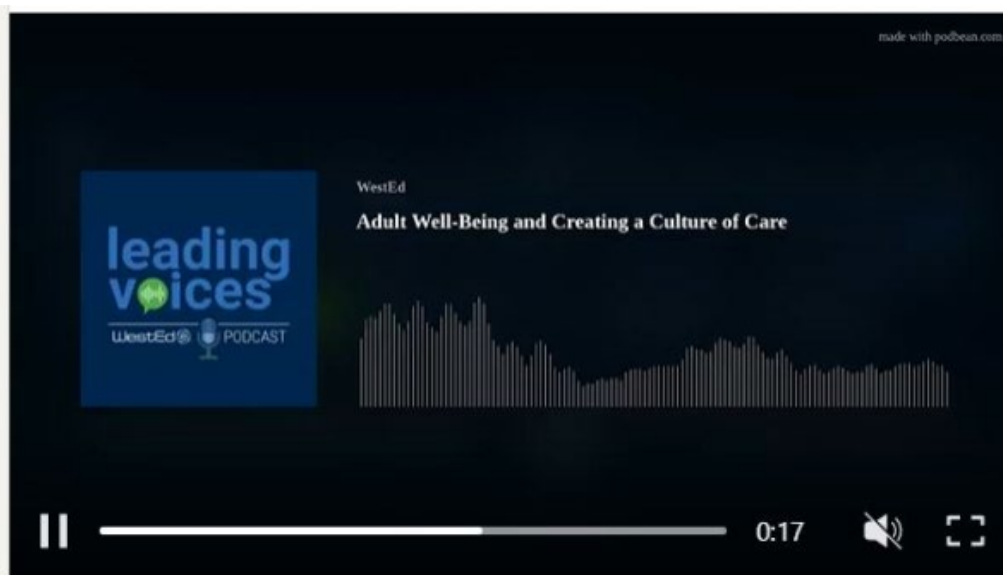 made with podbean.com
WestEd
Adult Well-Being and Creating a Culture of Care
leading
voices
WestEd PODCAST
0:17